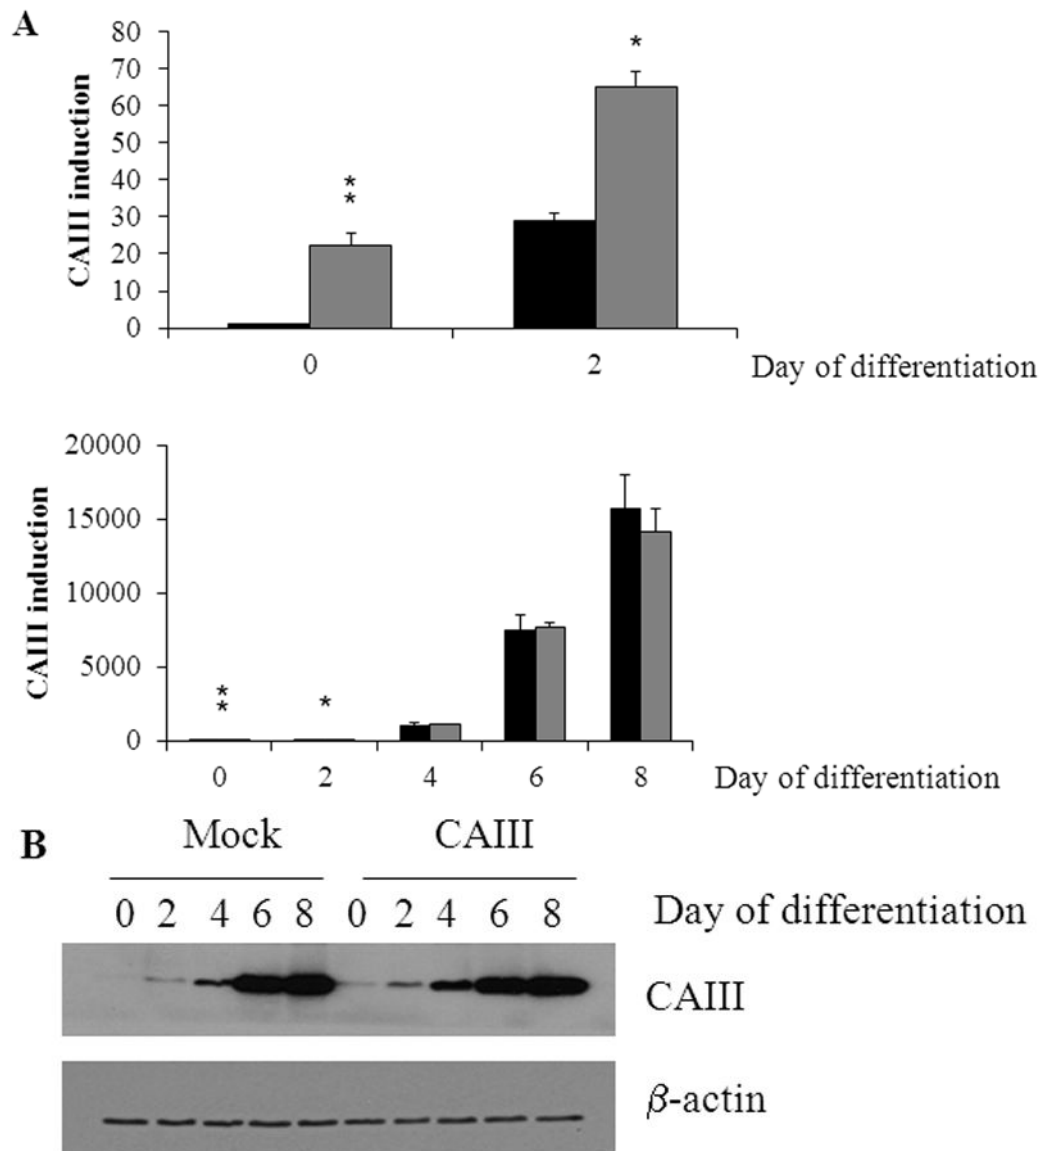 A
80
70
60
50
40
30
20
10
0
CAIII induction
*
*
*
0 2 Day of differentiation
20000
15000
10000
5000
0
CAIII induction
*
*
*
0 2 4 6 8 Day of differentiation
B
Mock CAIII
0 2 4 6 8 0 2 4 6 8 Day of differentiation
CAIII
β-actin